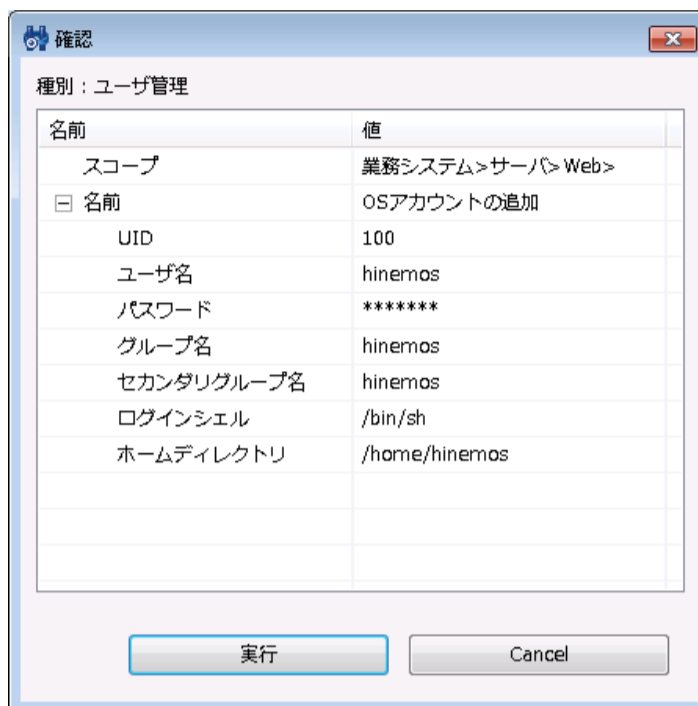 確認
種別：ユーザ管理
名前 値
スコープ 業務システム>サーバ>Web>
名前 OSアカウントの追加
UID 100
ユーザ名 hinemos
パスワード *******
グループ名 hinemos
セカンダリグループ名 hinemos
ログインシェル /bin/sh
ホームディレクトリ /home/hinemos
実行 Cancel